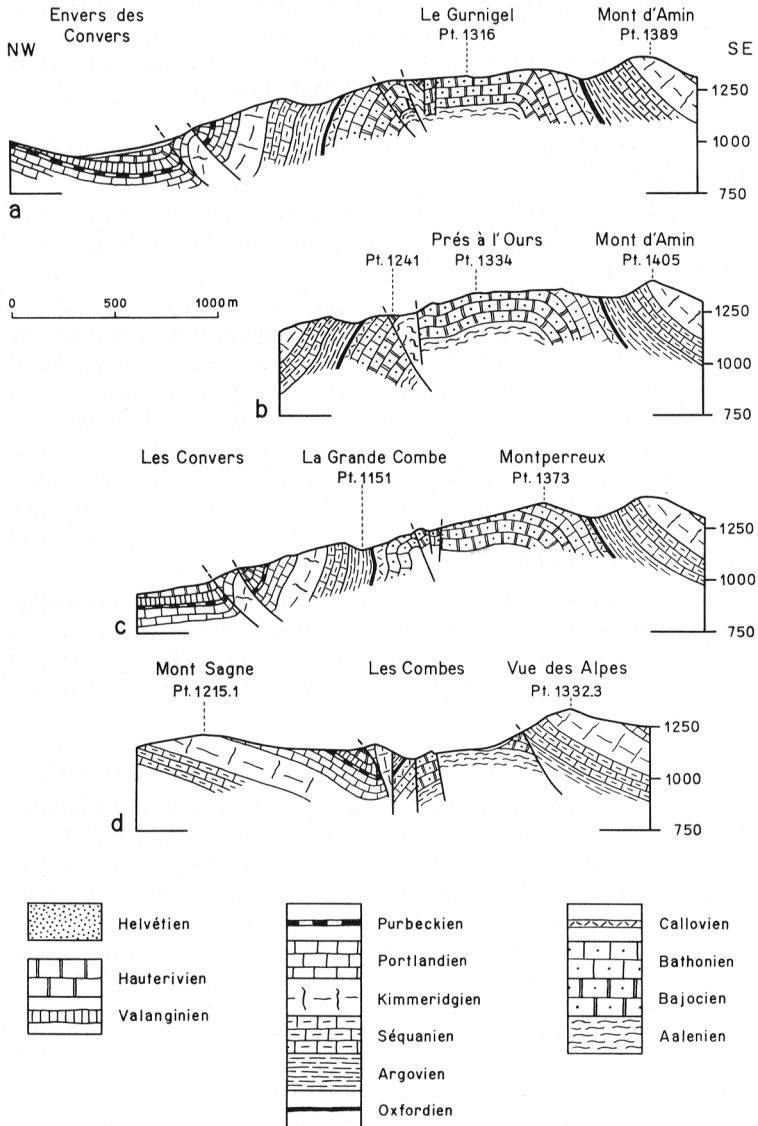 Envers des
Convers
Le Gurnigel
Pt. 1316
Mont d'Amin
Pt. 1389
NW
SE
1250
1000
750
a
Prés à l'Ours
Pt. 1334
Mont d'Amin
Pt. 1405
Pt. 1241
0 500 1000 m
1250
1000
750
b
Les Convers
La Grande Combe
Pt. 1151
Montperreux
Pt. 1373
1250
1000
750
c
Mont Sagne
Pt. 1215.1
Les Combes
Vue des Alpes
Pt. 1332.3
1250
1000
750
d
Helvétien
Hauterivien
Valanginien
Purbeckien
Portlandien
Kimmeridgien
Séquanien
Argovien
Oxfordien
Callovien
Bathonien
Bajocien
Aalenien